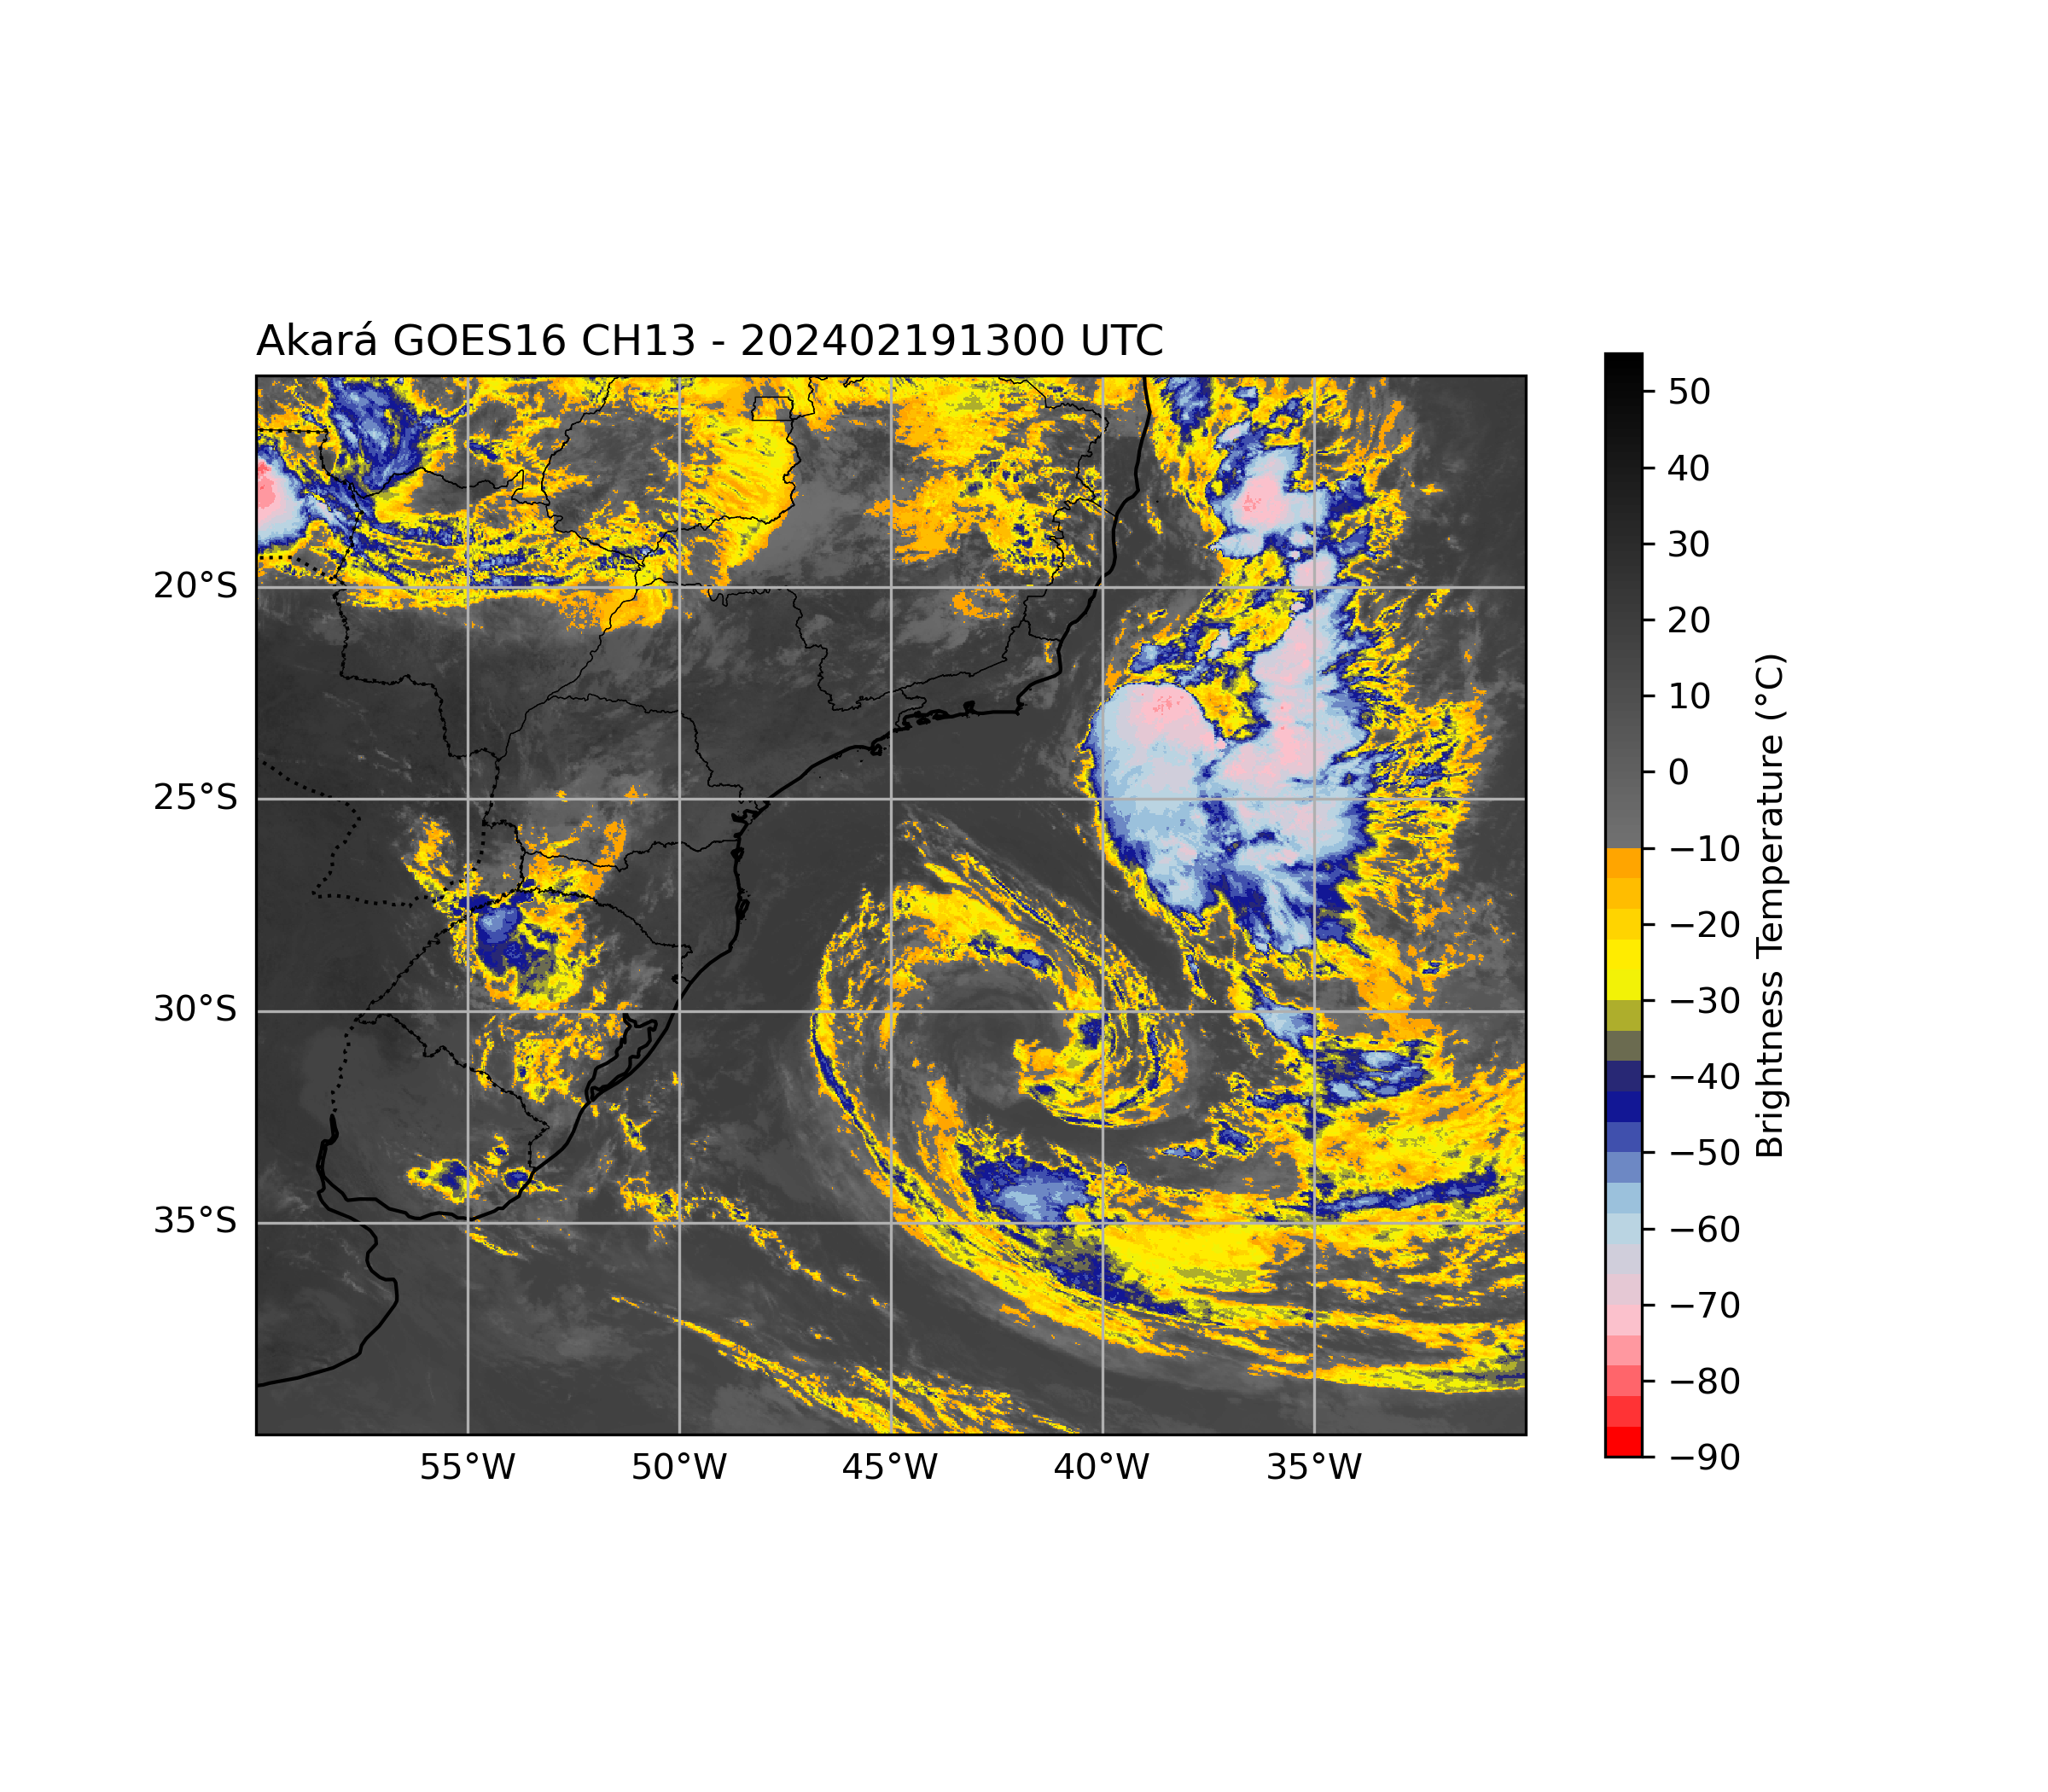 Akará GOES16 CH13 - 202402191300 UTC
20°S
25°S
30°S
35°S
55°W
50°W
45°W
40°W
35°W
50
40
30
20
10
0
−10
−20
−30
−40
−50
−60
−70
−80
−90
Brightness Temperature (°C)